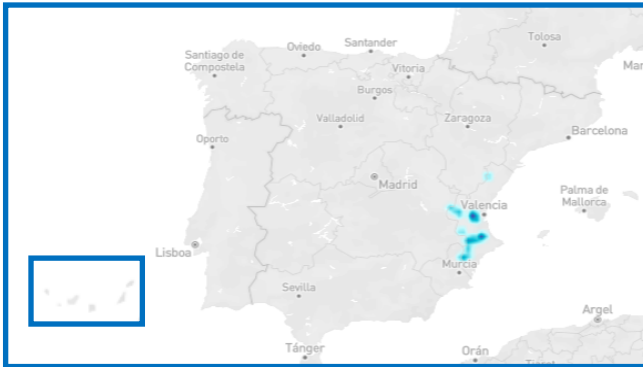 Tolosa
Santander
Oviedo
Santiago de
Compostela
Vitoria
Mar
Burgos
Valladolid
Zaragoza
Barcelona
Oporto
Madrid
Palma de
Mallorca
Valencia
Lisboa
Murcia
Sevilla
Argel
Tánger
Orán